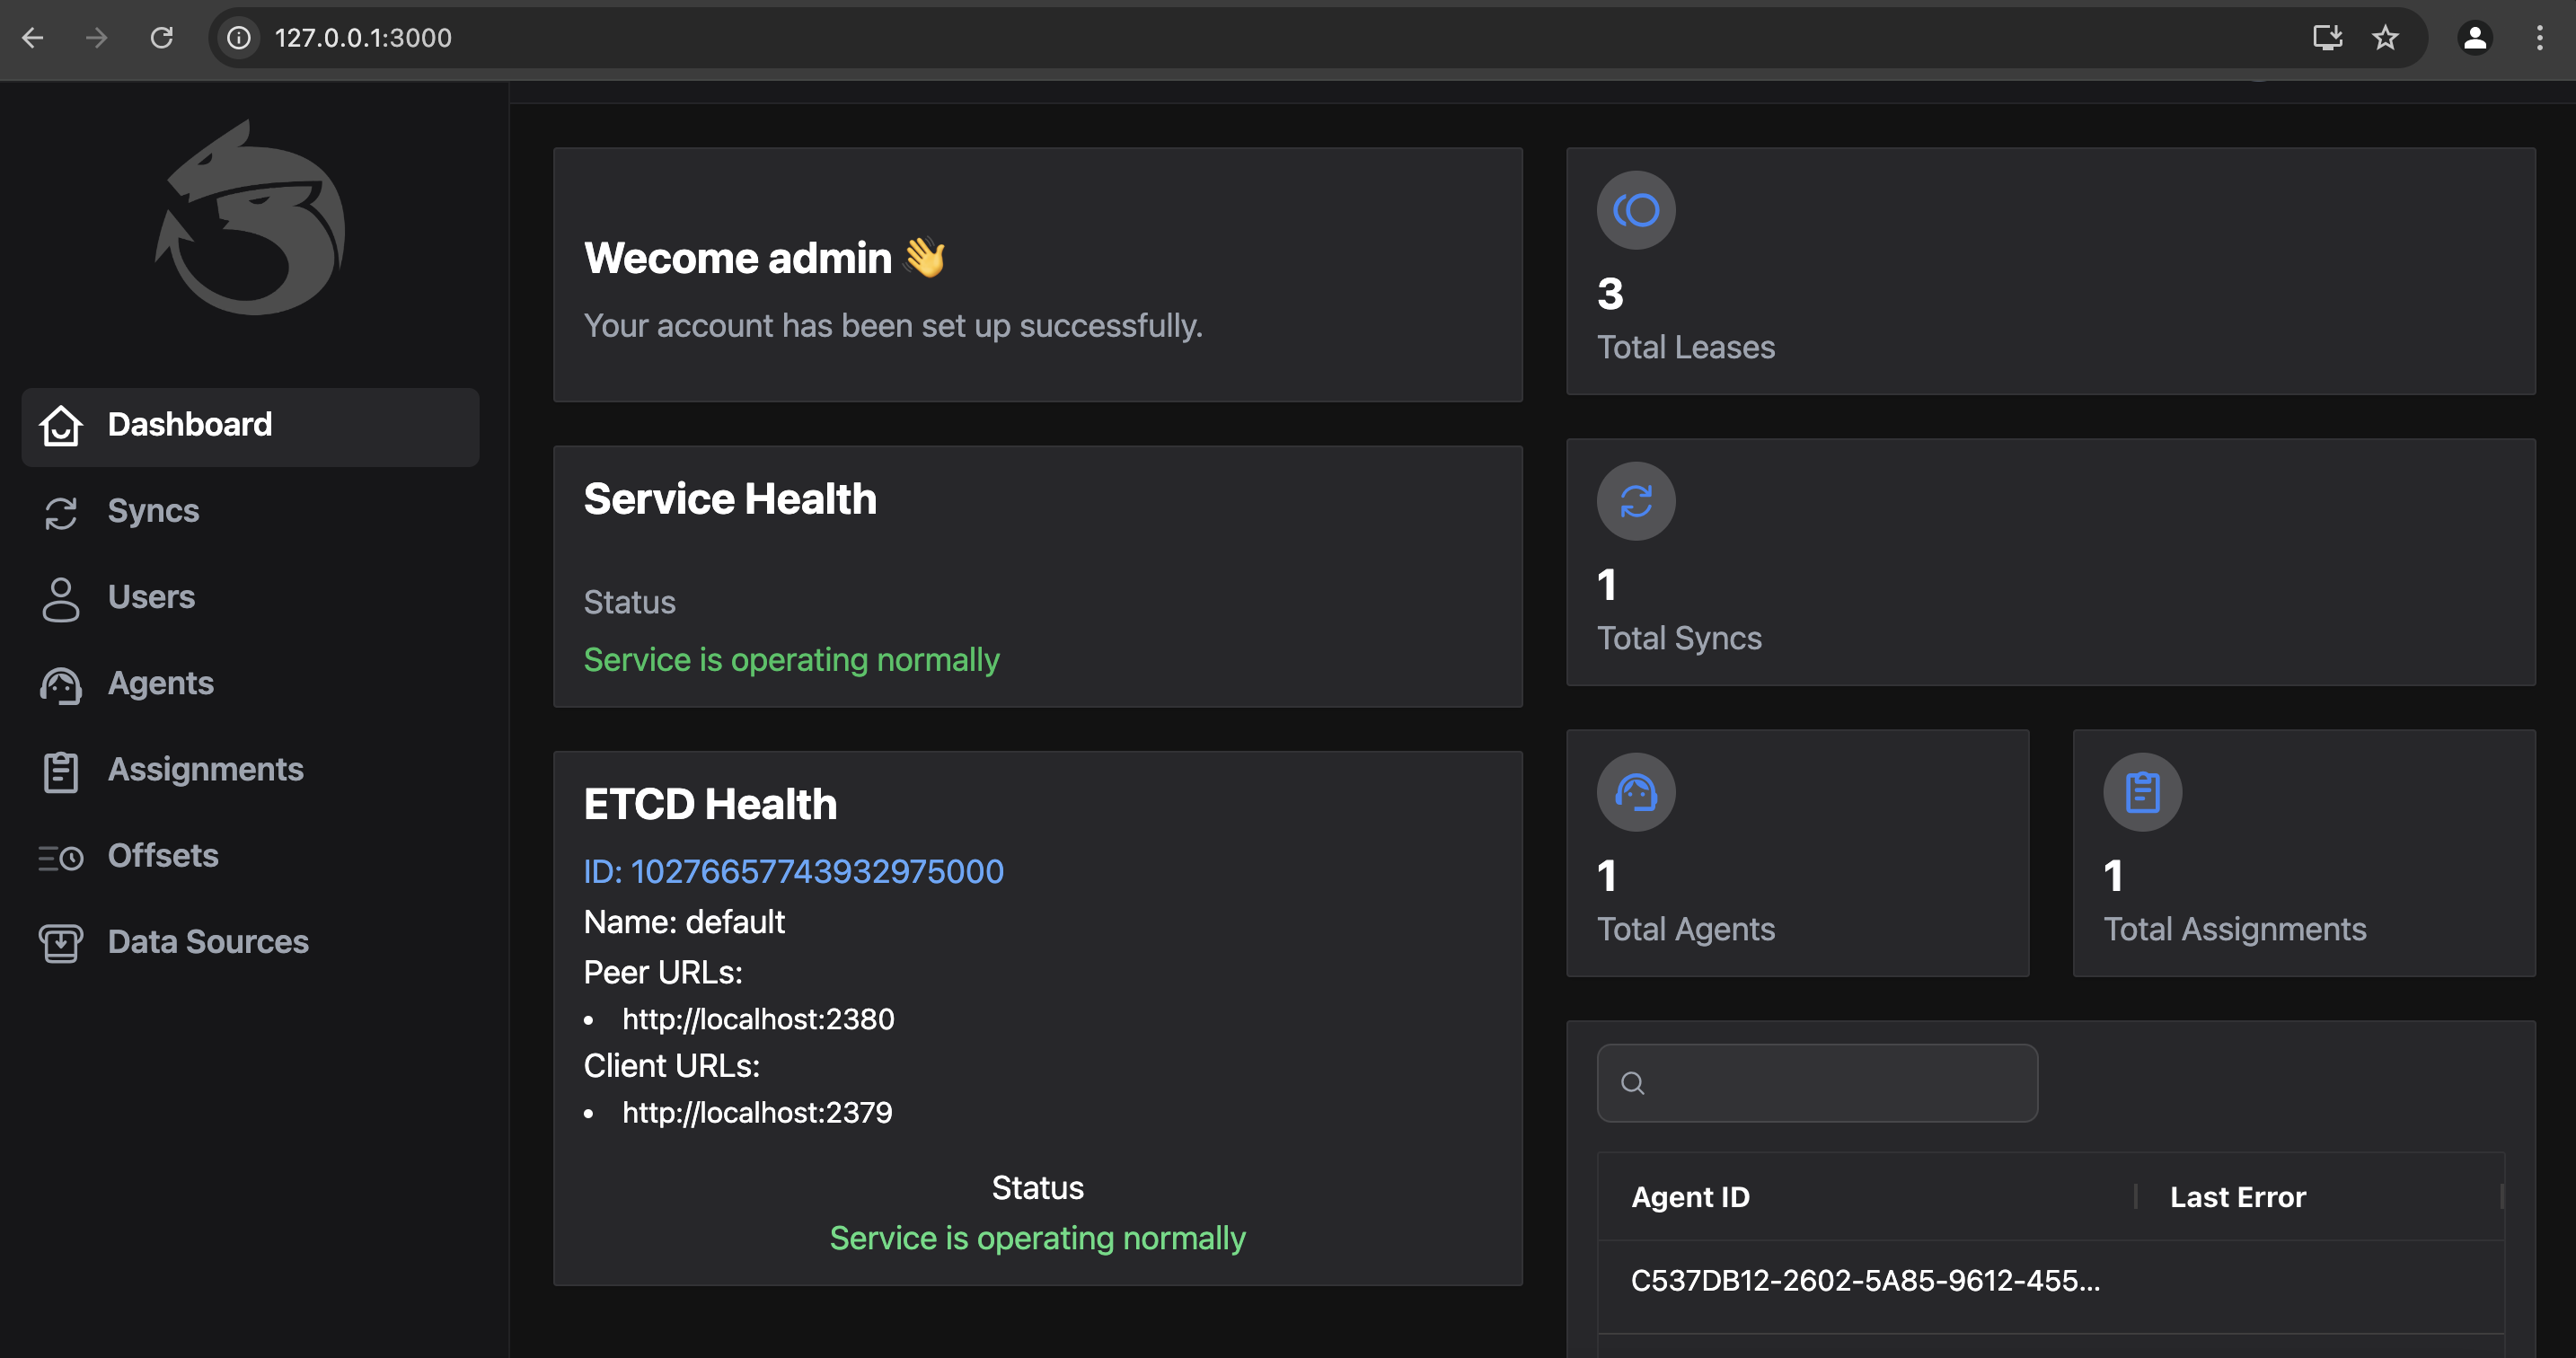 127.0.0.1:3000
Dashboard
Syncs
Users
Agents
Assignments
Offsets
Data Sources
Wecome admin 👋
Your account has been set up successfully.
Service Health
Status
Service is operating normally
ETCD Health
ID: 10276657743932975000
Name: default
Peer URLs:
• http://localhost:2380
Client URLs:
• http://localhost:2379
Status
Service is operating normally
3
Total Leases
1
Total Syncs
1
Total Agents
1
Total Assignments
Agent ID
Last Error
C537DB12-2602-5A85-9612-455...